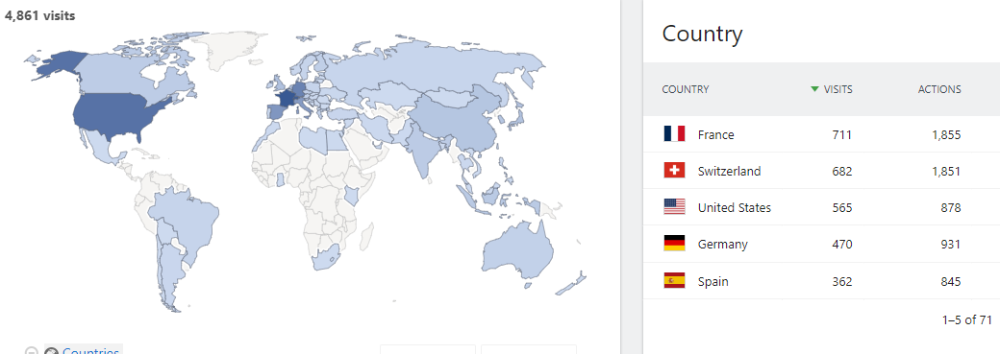 4,861 visits
Countries
Country
COUNTRY VISITS ACTIONS
France 711 1,855
Switzerland 682 1,851
United States 565 878
Germany 470 931
Spain 362 845
1–5 of 71